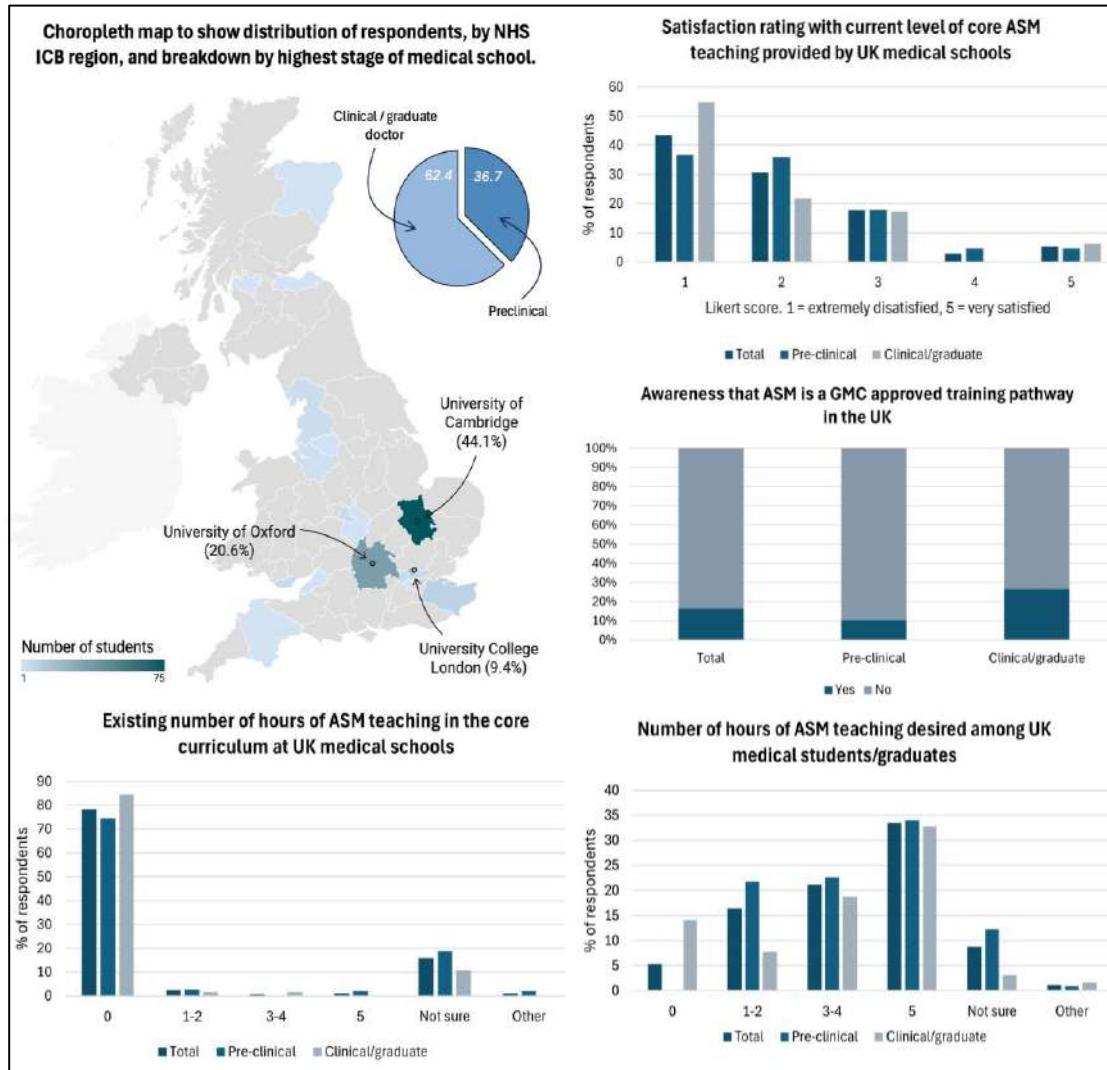 Choropleth map to show distribution of respondents, by NHS
ICB region, and breakdown by highest stage of medical school.
Clinical / graduate
doctor
62.4
36.7
Preclinical
University of
Cambridge
(44.1%)
University of Oxford
(20.6%)
University College
London (9.4%)
Number of students
1
75
Satisfaction rating with current level of core ASM
teaching provided by UK medical schools
% of respondents
60
50
40
30
20
10
0
1
2
3
4
5
Likert score. 1 = extremely disatisfied, 5 = very satisfied
Total
Pre-clinical
Clinical/graduate
Awareness that ASM is a GMC approved training pathway
in the UK
100%
90%
80%
70%
60%
50%
40%
30%
20%
10%
0%
Total
Pre-clinical
Clinical/graduate
Yes
No
Existing number of hours of ASM teaching in the core
curriculum at UK medical schools
% of respondents
90
80
70
60
50
40
30
20
10
0
0
1-2
3-4
5
Not sure
Other
Total
Pre-clinical
Clinical/graduate
Number of hours of ASM teaching desired among UK
medical students/graduates
% of respondents
40
35
30
25
20
15
10
5
0
0
1-2
3-4
5
Not sure
Other
Total
Pre-clinical
Clinical/graduate